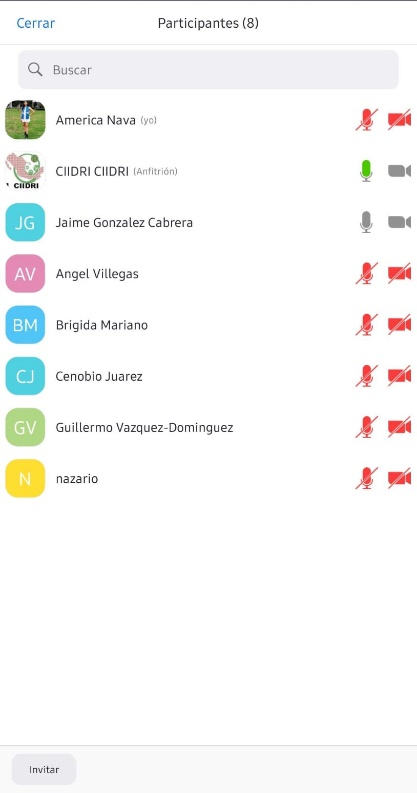 Cerrar Participantes (8)
Buscar
America Nava (yo)
CIIDRI
CIIDRI CIIDRI (Anfitrión)
JG Jaime Gonzalez Cabrera
AV Angel Villegas
BM Brigida Mariano
CJ Cenobio Juarez
GV Guillermo Vazquez-Dominguez
N nazario
Invitar